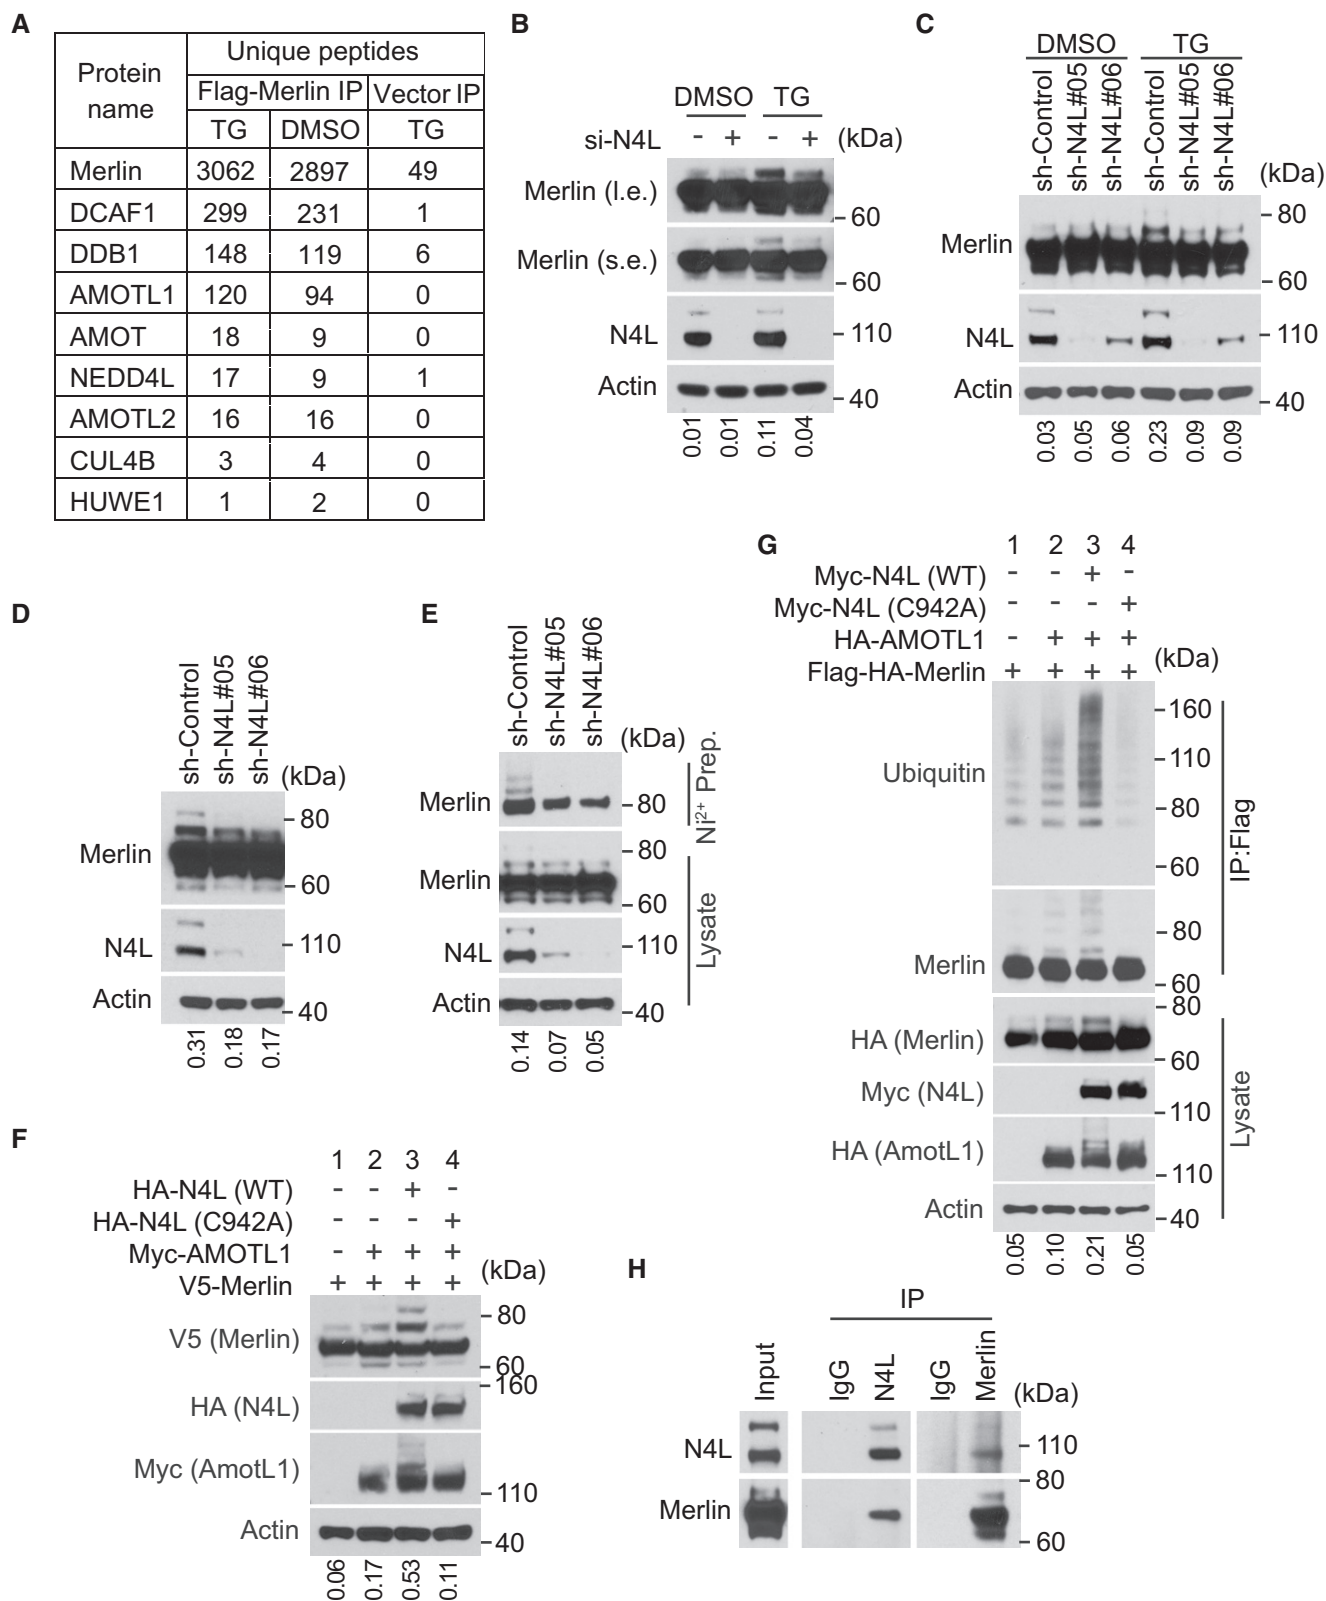 A
Protein name | Unique peptides
Flag-Merlin IP | Vector IP
TG | DMSO | TG
Merlin | 3062 | 2897 | 49
DCAF1 | 299 | 231 | 1
DDB1 | 148 | 119 | 6
AMOTL1 | 120 | 94 | 0
AMOT | 18 | 9 | 0
NEDD4L | 17 | 9 | 1
AMOTL2 | 16 | 16 | 0
CUL4B | 3 | 4 | 0
HUWE1 | 1 | 2 | 0
B
DMSO TG
si-N4L - + - + (kDa)
Merlin (l.e.) 60
Merlin (s.e.) 60
N4L 110
Actin 40
0.01 0.01 0.11 0.04
C
DMSO TG
sh-Control sh-N4L#05 sh-N4L#06 sh-Control sh-N4L#05 sh-N4L#06 (kDa)
80
Merlin
60
N4L 110
Actin 40
0.03 0.05 0.06 0.23 0.09 0.09
D
sh-Control sh-N4L#05 sh-N4L#06 (kDa)
80
Merlin
60
N4L 110
Actin 40
0.31 0.18 0.17
E
sh-Control sh-N4L#05 sh-N4L#06 (kDa)
Merlin 80 Ni²⁺ Prep.
80
Merlin
60
N4L 110 Lysate
Actin 40
0.14 0.07 0.05
F
1 2 3 4
HA-N4L (WT) - - + -
HA-N4L (C942A) - - - +
Myc-AMOTL1 - + + +
V5-Merlin + + + + (kDa)
80
V5 (Merlin)
60
160
HA (N4L)
Myc (AmotL1)
110
Actin 40
0.06 0.17 0.53 0.11
G
1 2 3 4
Myc-N4L (WT) - - + -
Myc-N4L (C942A) - - - +
HA-AMOTL1 - + + +
Flag-HA-Merlin + + + + (kDa)
160
110
Ubiquitin
80
60
IP:Flag
80
Merlin
60
80
HA (Merlin)
60
Myc (N4L)
110
Lysate
HA (AmotL1)
110
Actin 40
0.05 0.10 0.21 0.05
H
IP
Input IgG N4L IgG Merlin (kDa)
N4L 110
80
Merlin
60